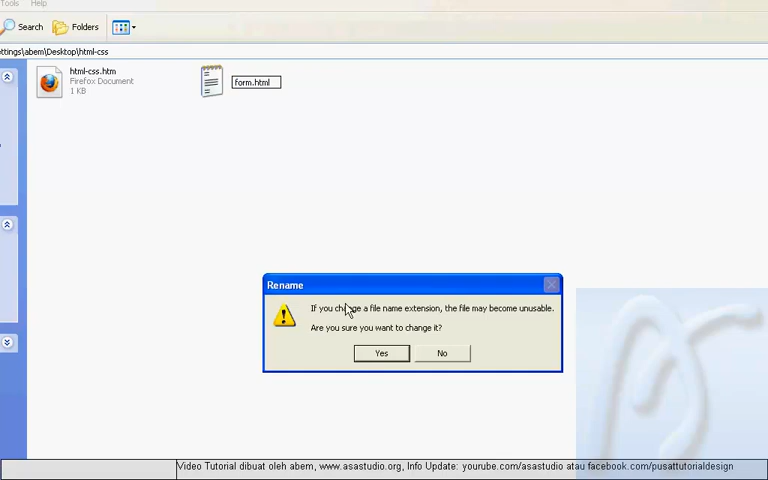 Tools Help
Search Folders
ettings\abem\Desktop\html-css
html-css.htm
Firefox Document
1 KB
form.html
Rename
If you change a file name extension, the file may become unusable.
Are you sure you want to change it?
Yes No
Video Tutorial dibuat oleh abem, www.asastudio.org, Info Update: yourube.com/asastudio atau facebook.com/pusattutorialdesign